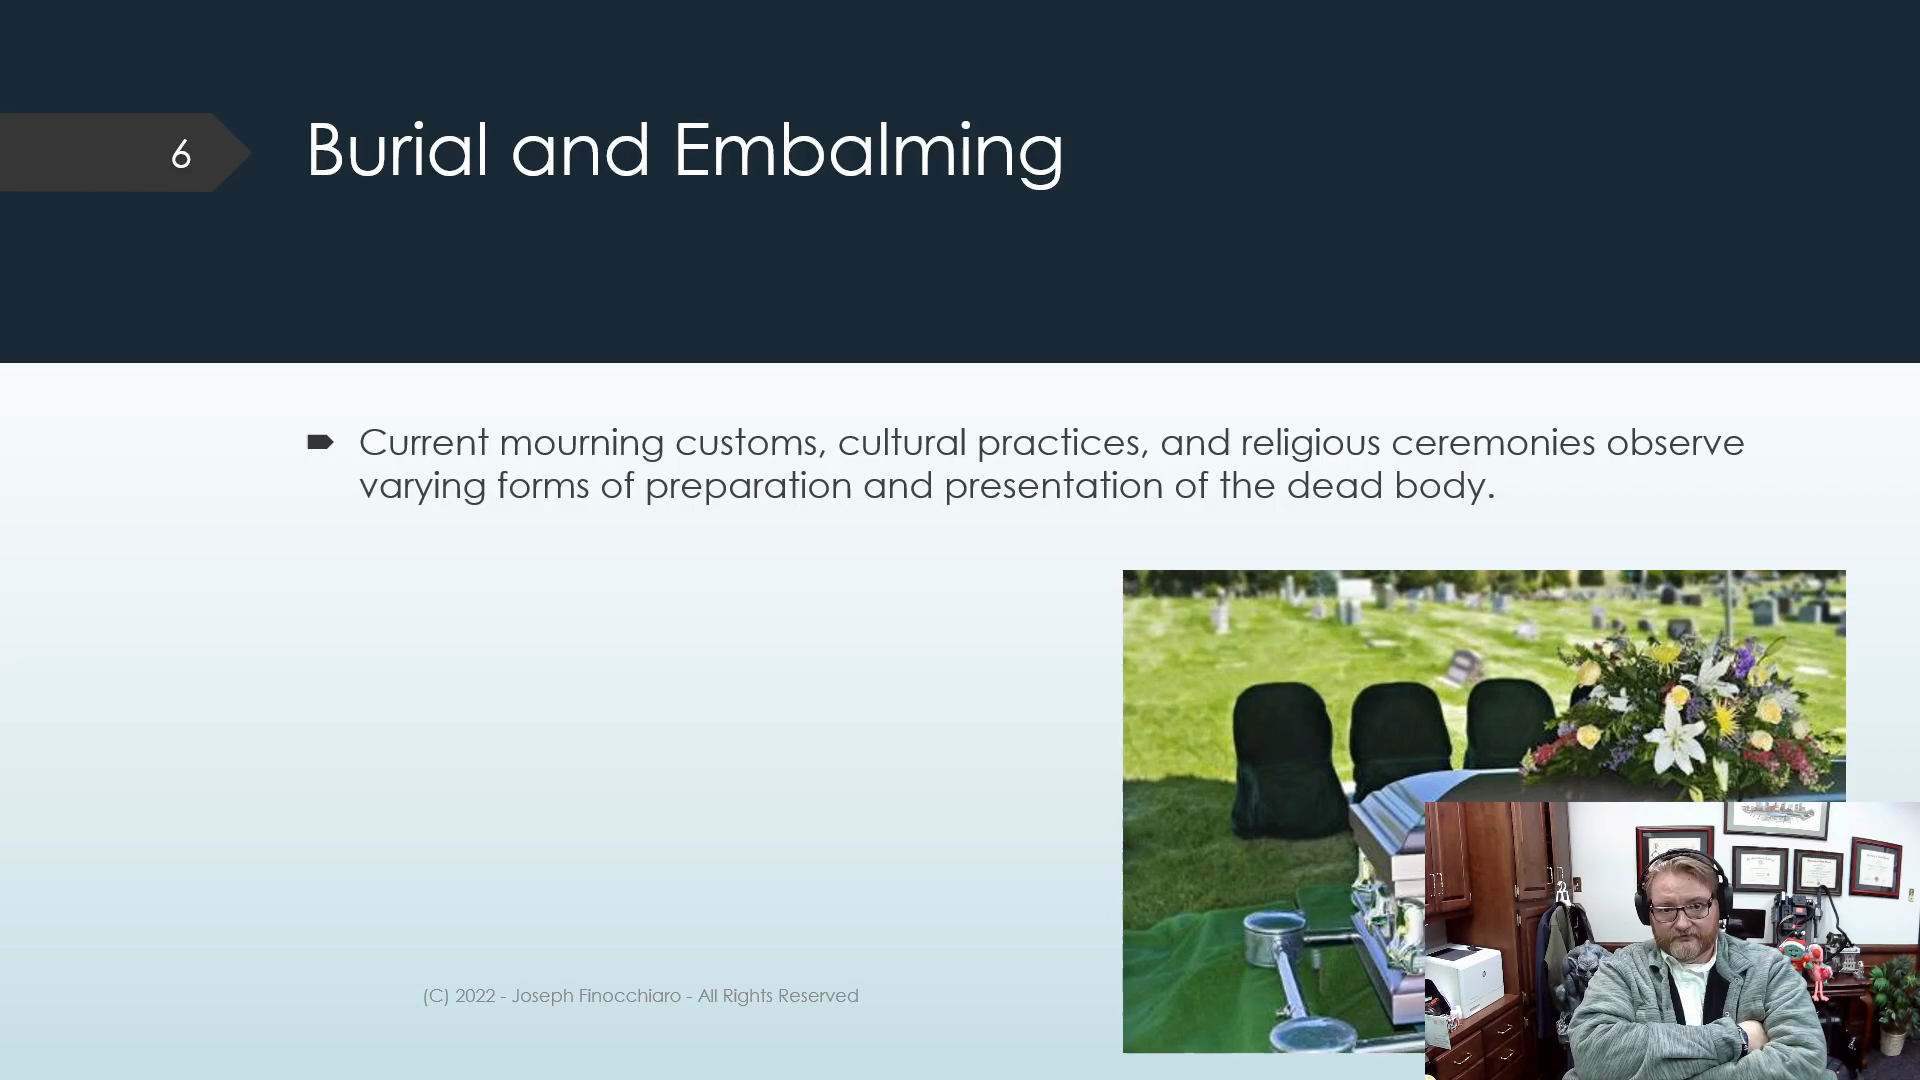 6
Burial and Embalming
Current mourning customs, cultural practices, and religious ceremonies observe
varying forms of preparation and presentation of the dead body.
(C) 2022 - Joseph Finocchiaro - All Rights Reserved